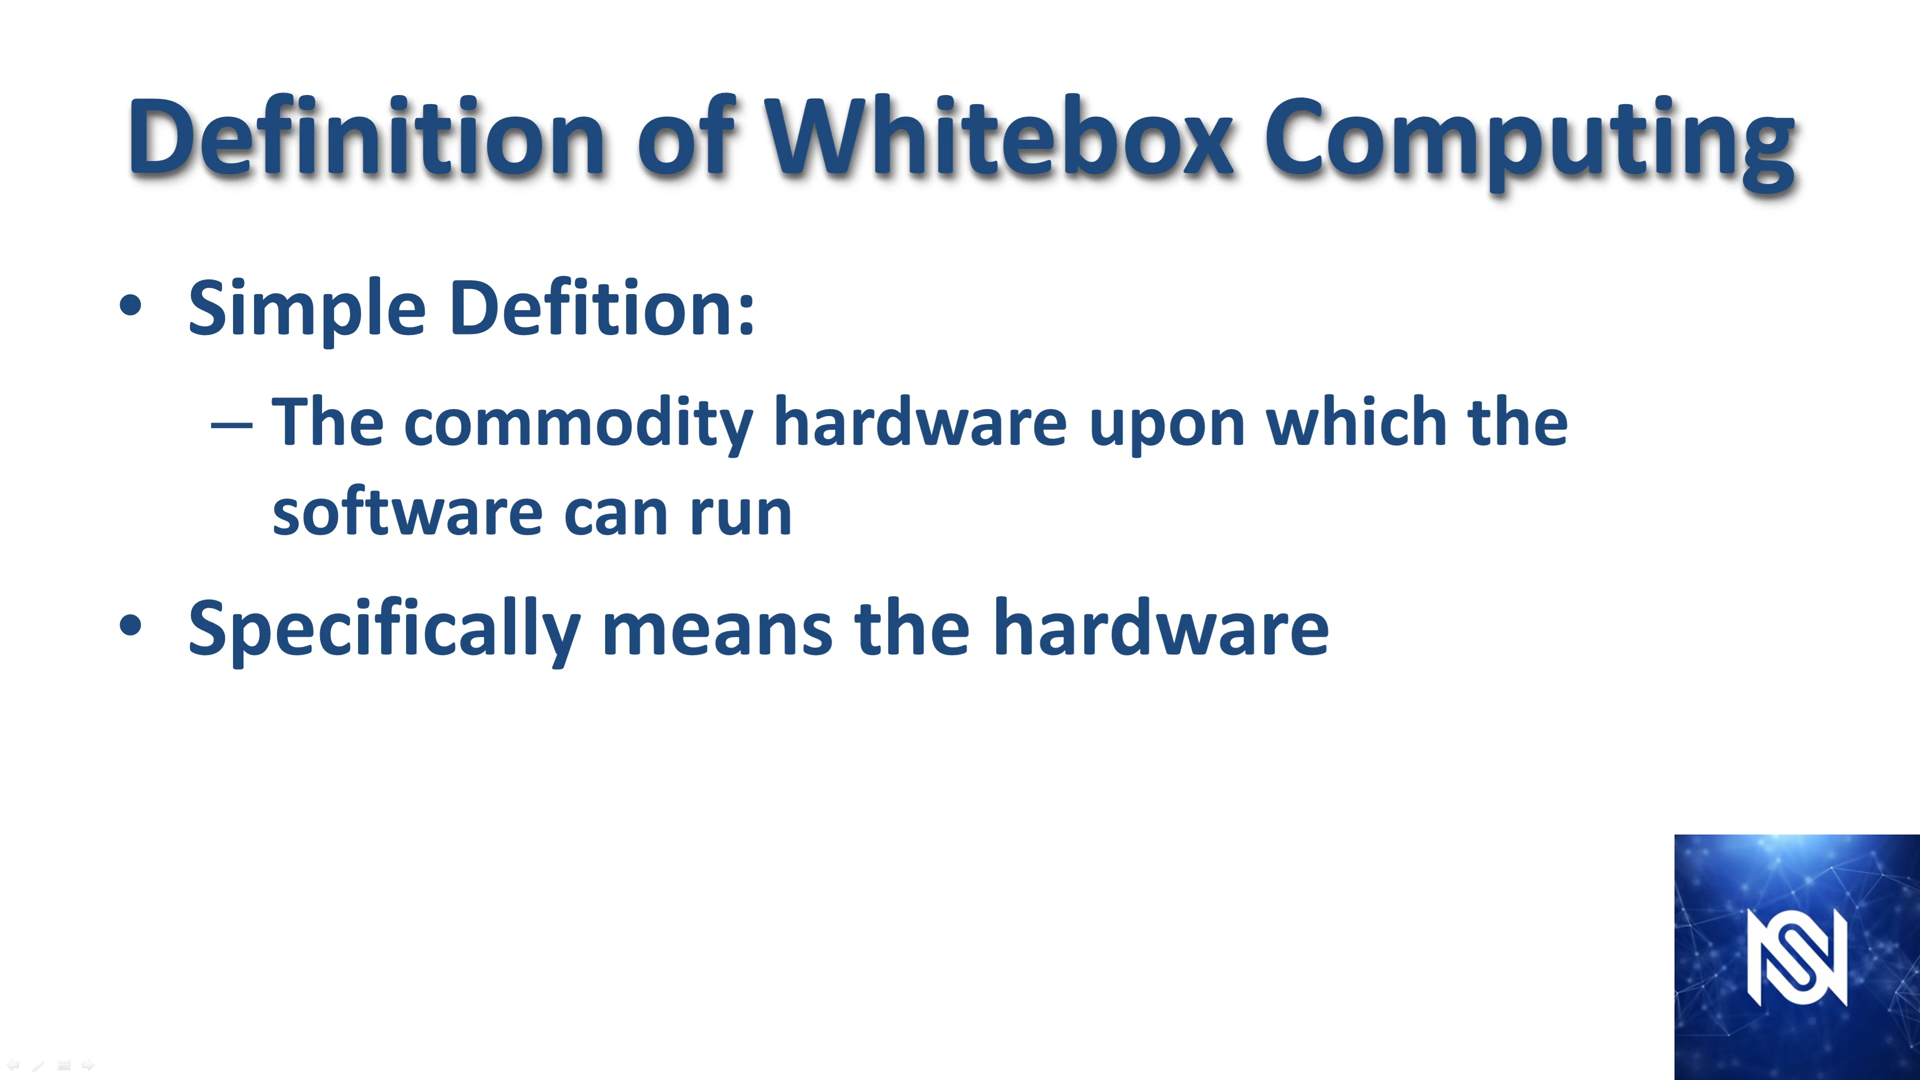 Definition of Whitebox Computing
• Simple Defition:
– The commodity hardware upon which the
software can run
• Specifically means the hardware